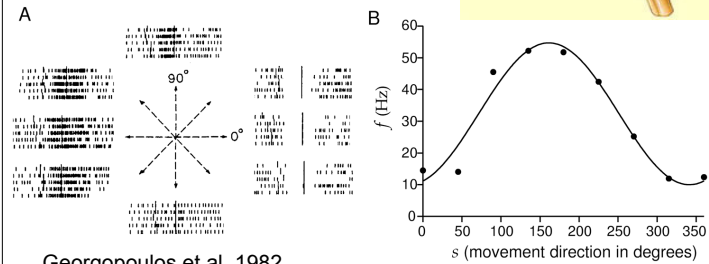 A
90°
0°
Georgopoulos et al. 1982
B
60
50
40
30
20
10
0
f (Hz)
0 50 100 150 200 250 300 350
s (movement direction in degrees)